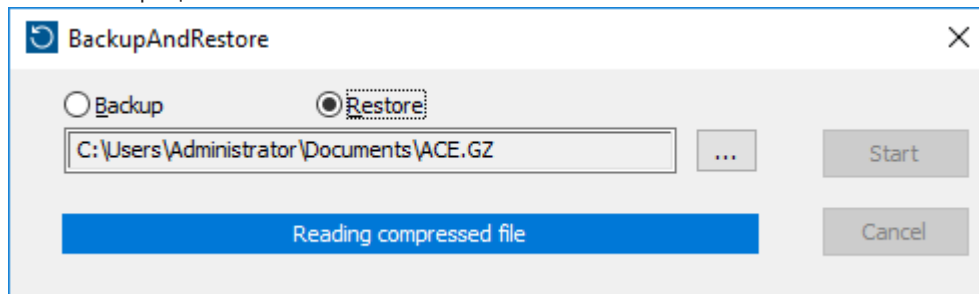 BackupAndRestore
Backup Restore
C:\Users\Administrator\Documents\ACE.GZ ... Start
Reading compressed file Cancel